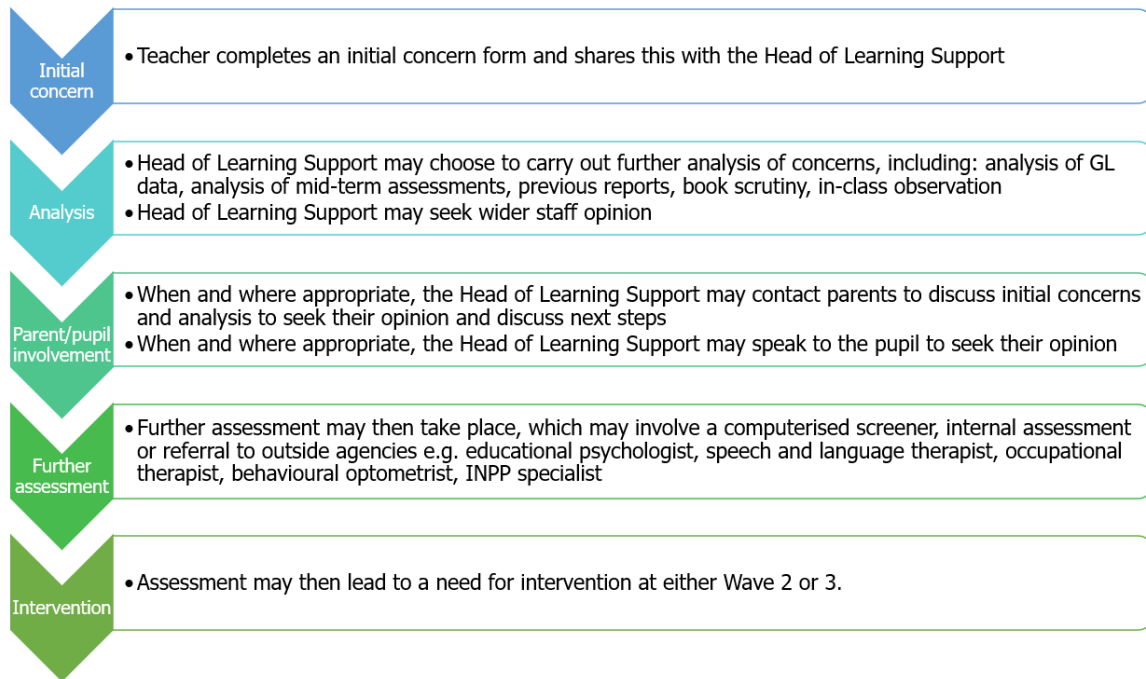 Initial
concern
• Teacher completes an initial concern form and shares this with the Head of Learning Support
Analysis
• Head of Learning Support may choose to carry out further analysis of concerns, including: analysis of GL
data, analysis of mid-term assessments, previous reports, book scrutiny, in-class observation
• Head of Learning Support may seek wider staff opinion
Parent/pupil
involvement
• When and where appropriate, the Head of Learning Support may contact parents to discuss initial concerns
and analysis to seek their opinion and discuss next steps
• When and where appropriate, the Head of Learning Support may speak to the pupil to seek their opinion
Further
assessment
• Further assessment may then take place, which may involve a computerised screener, internal assessment
or referral to outside agencies e.g. educational psychologist, speech and language therapist, occupational
therapist, behavioural optometrist, INPP specialist
Intervention
• Assessment may then lead to a need for intervention at either Wave 2 or 3.